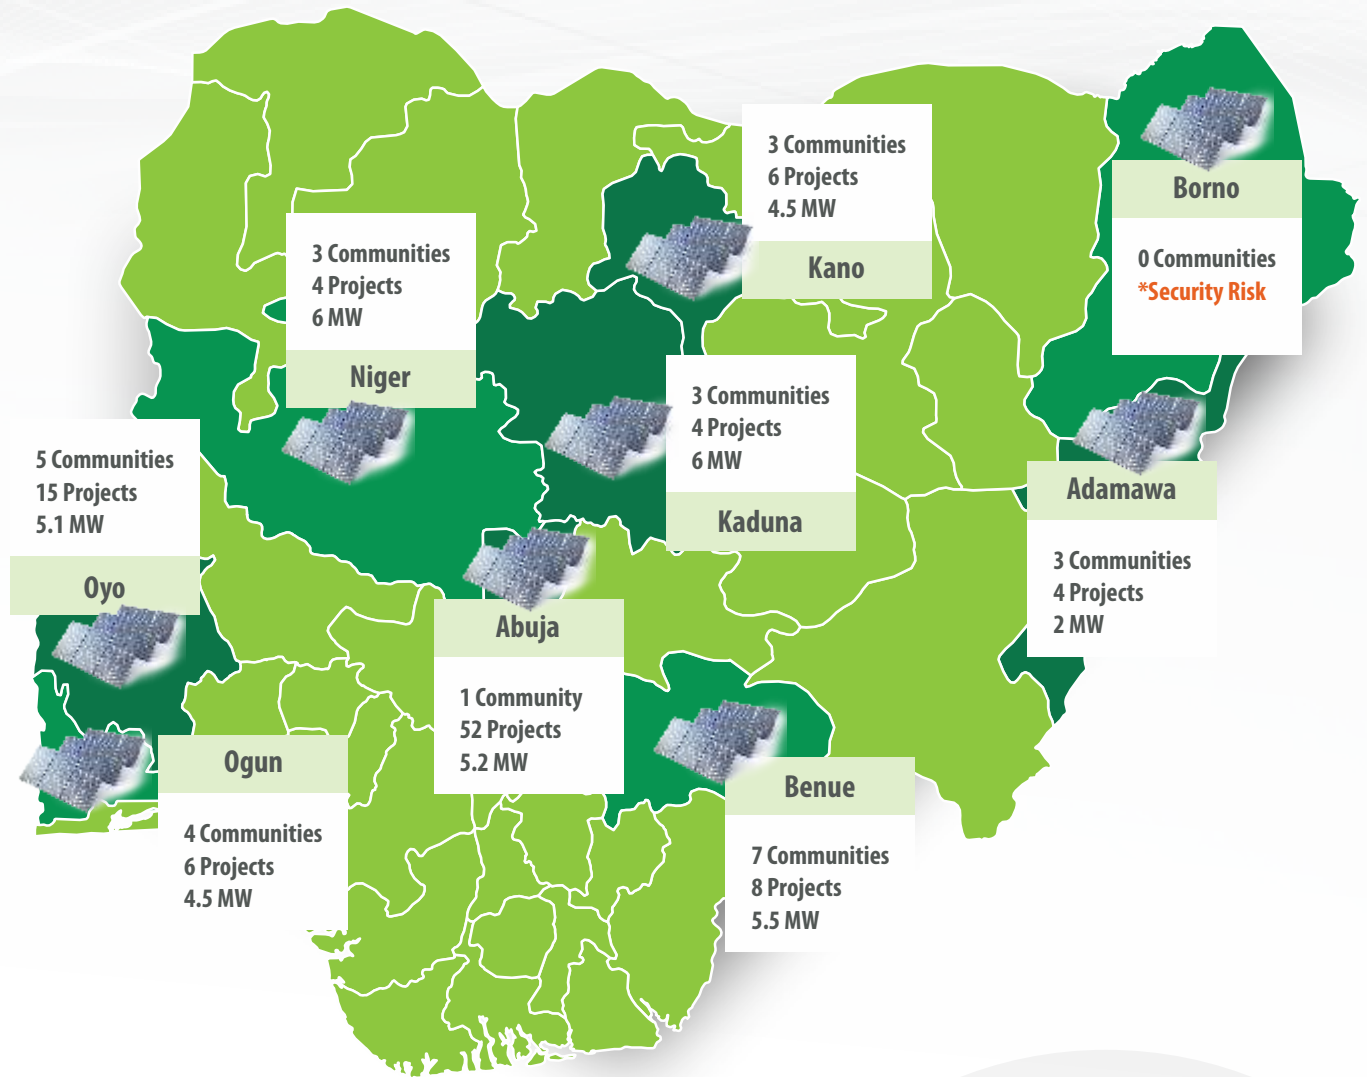 3 Communities
6 Projects
4.5 MW
Kano
Borno
0 Communities
*Security Risk
3 Communities
4 Projects
6 MW
Niger
3 Communities
4 Projects
6 MW
Kaduna
5 Communities
15 Projects
5.1 MW
Oyo
Adamawa
3 Communities
4 Projects
2 MW
Abuja
1 Community
52 Projects
5.2 MW
Ogun
4 Communities
6 Projects
4.5 MW
Benue
7 Communities
8 Projects
5.5 MW